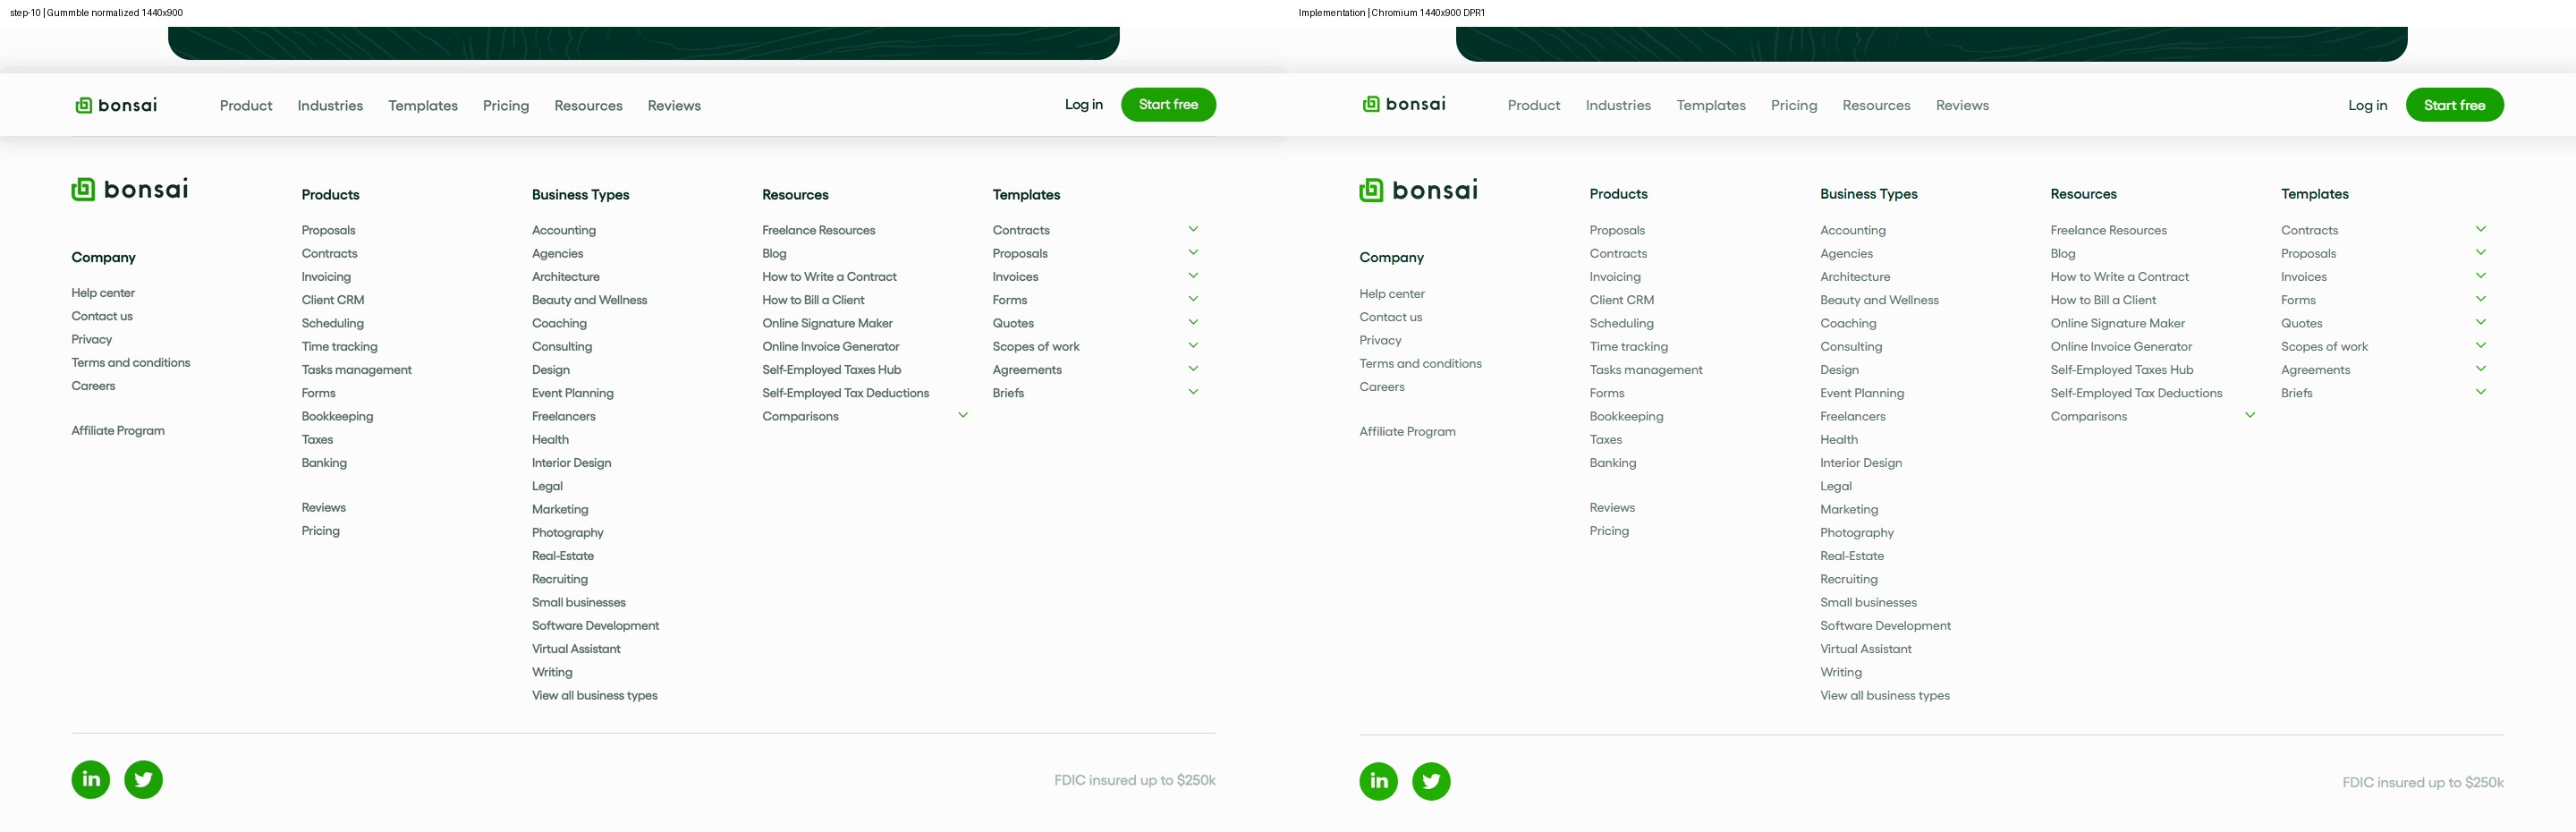 step-10 | Gummble normalized 1440x900
bonsai
Product Industries Templates Pricing Resources Reviews
Log in
Start free
bonsai
Company
Help center
Contact us
Privacy
Terms and conditions
Careers
Affiliate Program
Products
Proposals
Contracts
Invoicing
Client CRM
Scheduling
Time tracking
Tasks management
Forms
Bookkeeping
Taxes
Banking
Reviews
Pricing
Business Types
Accounting
Agencies
Architecture
Beauty and Wellness
Coaching
Consulting
Design
Event Planning
Freelancers
Health
Interior Design
Legal
Marketing
Photography
Real-Estate
Recruiting
Small businesses
Software Development
Virtual Assistant
Writing
View all business types
Resources
Freelance Resources
Blog
How to Write a Contract
How to Bill a Client
Online Signature Maker
Online Invoice Generator
Self-Employed Taxes Hub
Self-Employed Tax Deductions
Comparisons
Templates
Contracts
Proposals
Invoices
Forms
Quotes
Scopes of work
Agreements
Briefs
in
FDIC insured up to $250k
Implementation | Chromium 1440x900 DPR1
bonsai
Product Industries Templates Pricing Resources Reviews
Log in
Start free
bonsai
Company
Help center
Contact us
Privacy
Terms and conditions
Careers
Affiliate Program
Products
Proposals
Contracts
Invoicing
Client CRM
Scheduling
Time tracking
Tasks management
Forms
Bookkeeping
Taxes
Banking
Reviews
Pricing
Business Types
Accounting
Agencies
Architecture
Beauty and Wellness
Coaching
Consulting
Design
Event Planning
Freelancers
Health
Interior Design
Legal
Marketing
Photography
Real-Estate
Recruiting
Small businesses
Software Development
Virtual Assistant
Writing
View all business types
Resources
Freelance Resources
Blog
How to Write a Contract
How to Bill a Client
Online Signature Maker
Online Invoice Generator
Self-Employed Taxes Hub
Self-Employed Tax Deductions
Comparisons
Templates
Contracts
Proposals
Invoices
Forms
Quotes
Scopes of work
Agreements
Briefs
in
FDIC insured up to $250k